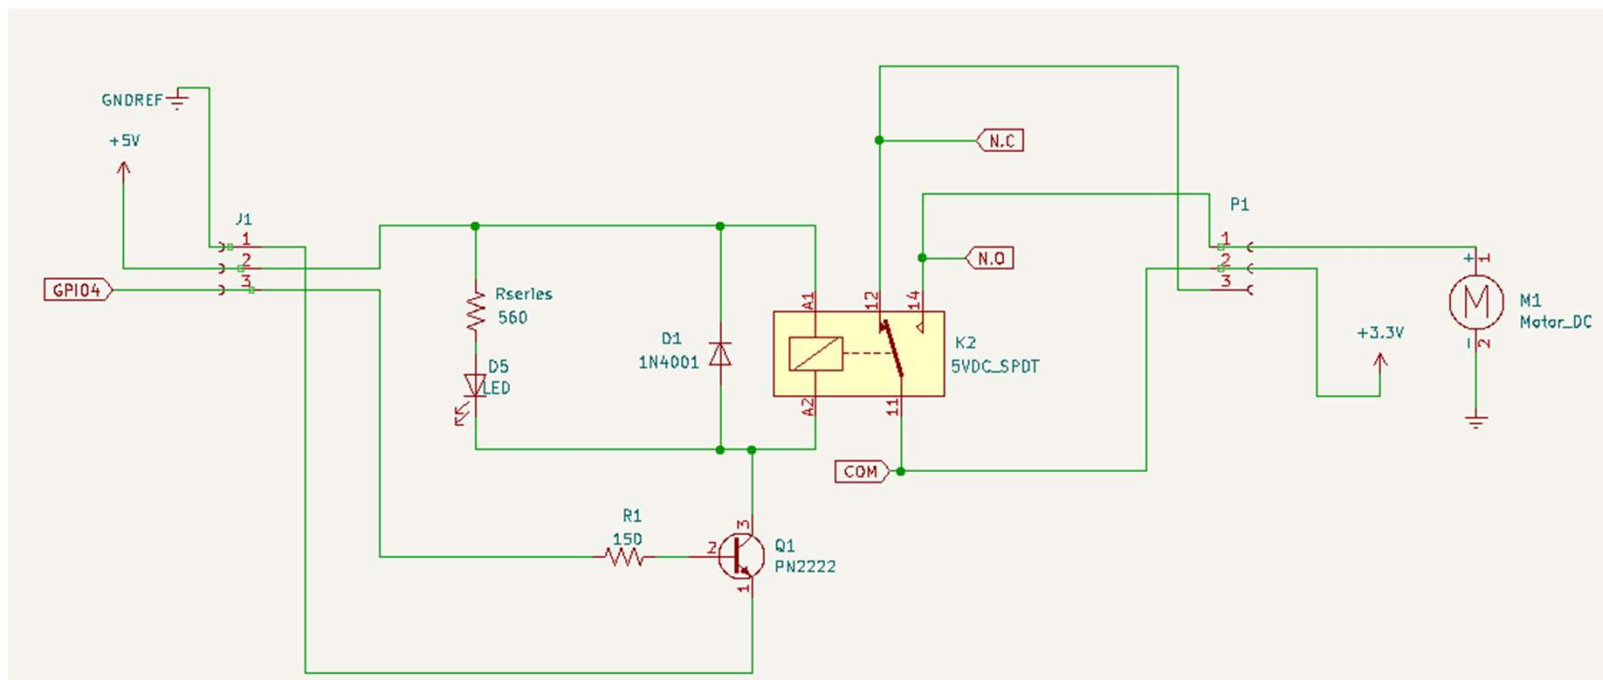 GNDREF
+5V
J1
1
2
3
GPIO4
Rseries
560
D5
LED
D1
1N4001
A1
12
14
A2
11
K2
5VDC_SPDT
N.C
N.O
COM
P1
1
2
3
+
1
M1
Motor_DC
-
2
+3.3V
R1
150
2
3
1
Q1
PN2222
M